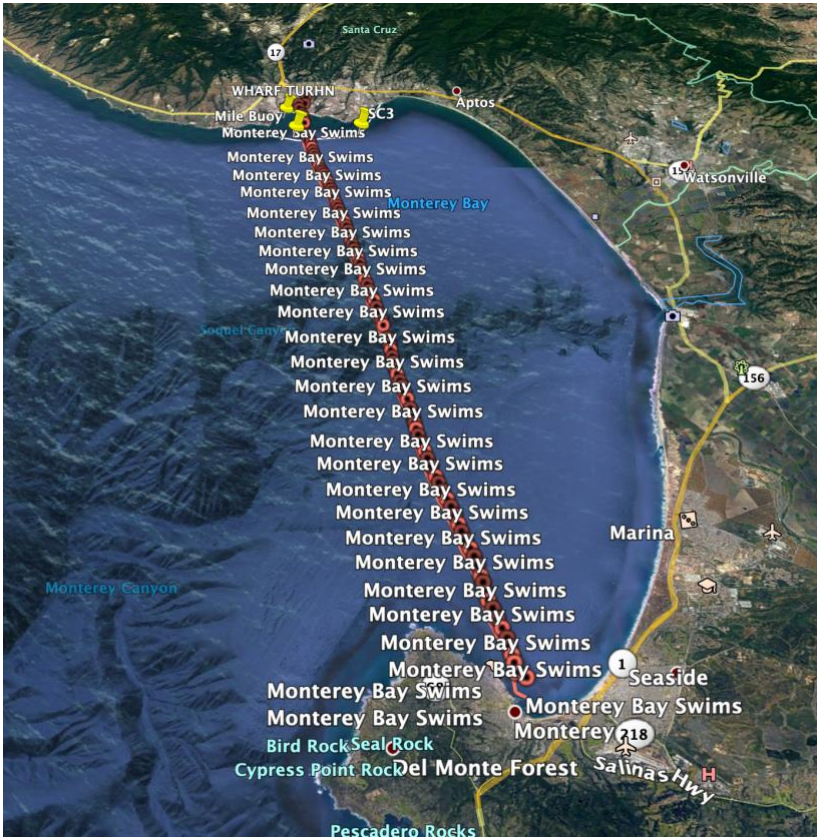 Santa Cruz
17
WHARF TURHN
Aptos
SC3
Mile Buoy
Monterey Bay Swims
Monterey Bay Swims
Watsonville
Monterey Bay Swims
Monterey Bay Swims
Monterey Bay
Monterey Bay Swims
Monterey Bay Swims
Monterey Bay Swims
Monterey Bay Swims
Monterey Bay Swims
Monterey Bay Swims
Soquel
Monterey Bay Swims
Monterey Bay Swims
156
Monterey Bay Swims
Monterey Bay Swims
Monterey Bay Swims
Monterey Bay Swims
Monterey Bay Swims
Monterey Bay Swims
Marina
Monterey Bay Swims
Monterey Bay Swims
Monterey Canyon
Monterey Bay Swims
Monterey Bay Swims
Monterey Bay Swims
1
Monterey Bay Swims
Seaside
Monterey Bay Swims
Monterey Bay Swims
Monterey Bay Swims
Monterey
218
Bird Rock
Seal Rock
Cypress Point Rock
Del Monte Forest
Salinas Hwy
H
Pescadero Rocks